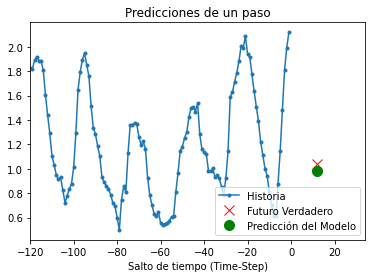 Predicciones de un paso
2.0
1.8
1.6
1.4
1.2
1.0
0.8
0.6
Historia
Futuro Verdadero
Predicción del Modelo
−120 −100 −80 −60 −40 −20 0 20
Salto de tiempo (Time-Step)